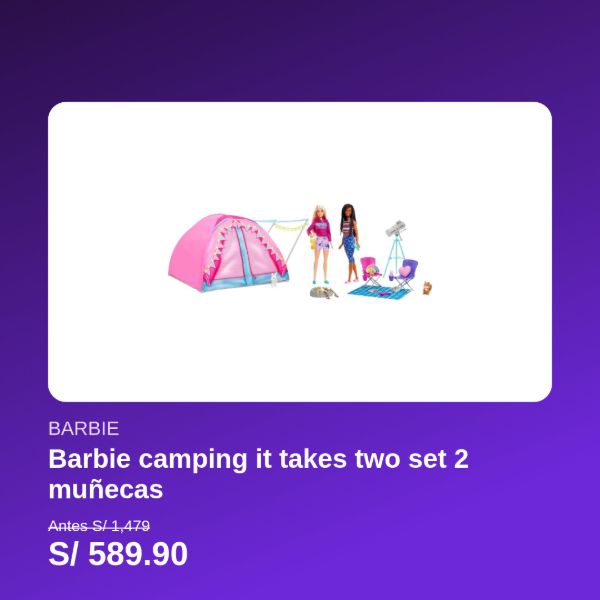 BARBIE
Barbie camping it takes two set 2
muñecas
Antes S/ 1,479
S/ 589.90